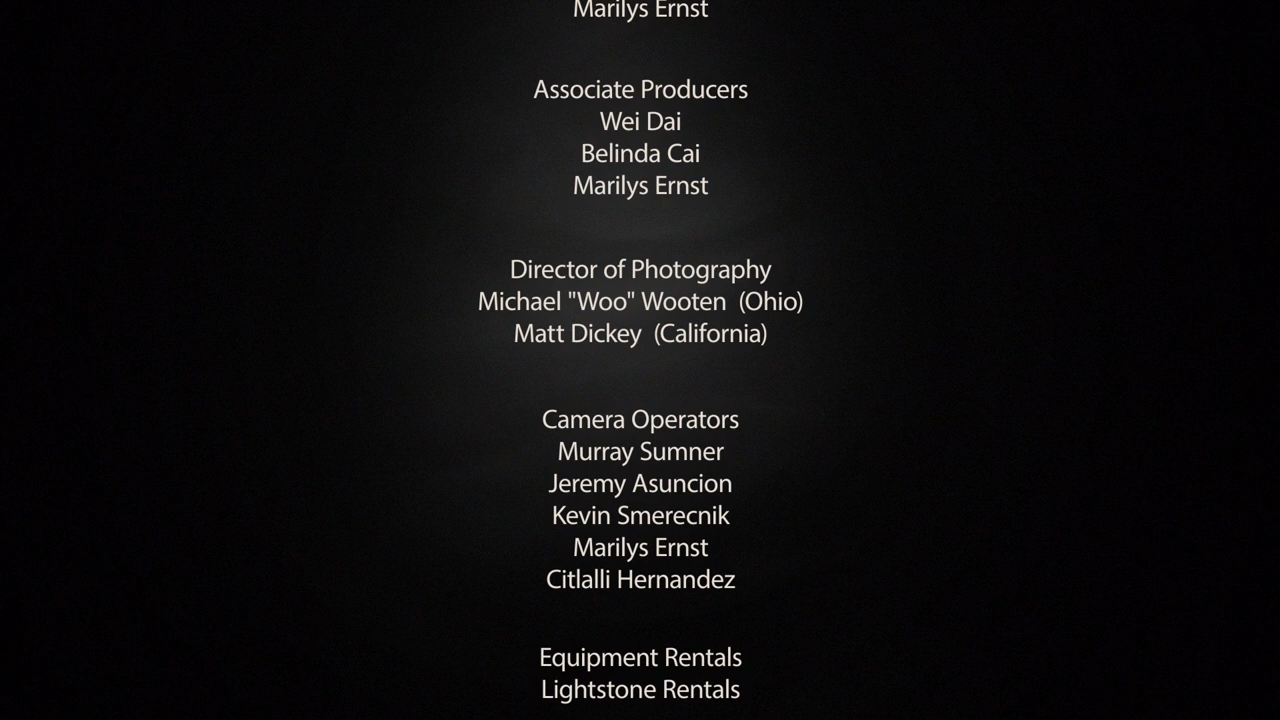 Marilys Ernst
Associate Producers
Wei Dai
Belinda Cai
Marilys Ernst
Director of Photography
Michael "Woo" Wooten (Ohio)
Matt Dickey (California)
Camera Operators
Murray Sumner
Jeremy Asuncion
Kevin Smerecnik
Marilys Ernst
Citlalli Hernandez
Equipment Rentals
Lightstone Rentals